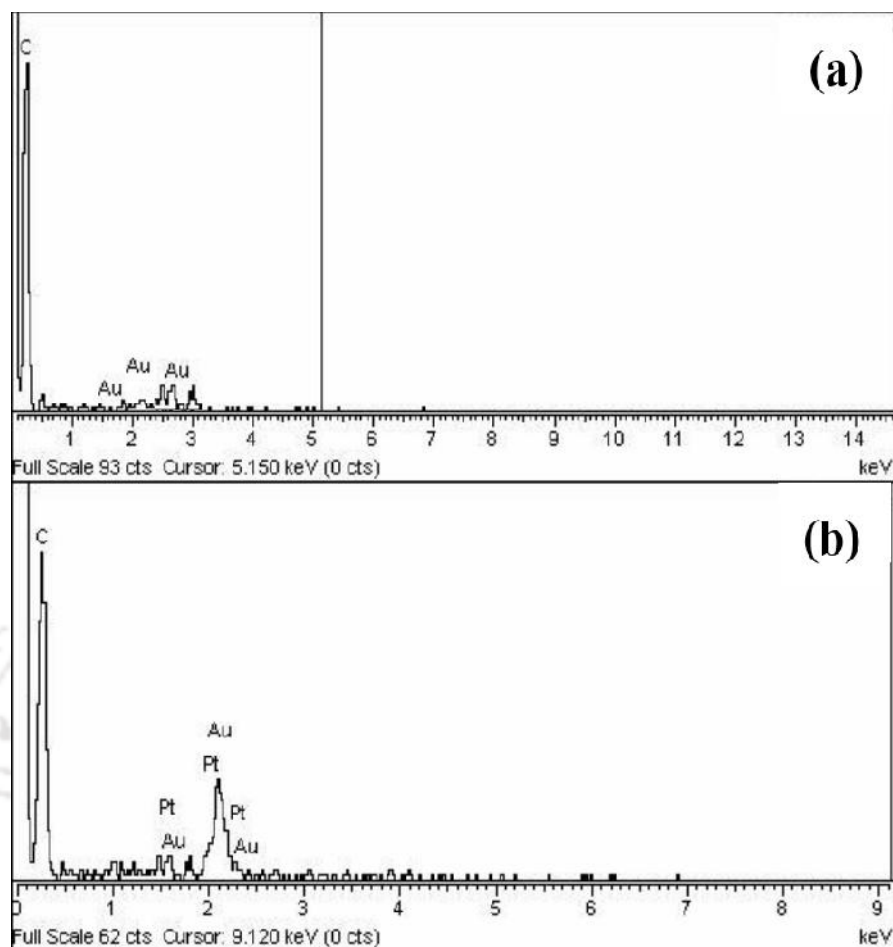 (a)
C
Au Au Au
1 2 3 4 5 6 7 8 9 10 11 12 13 14
Full Scale 93 cts Cursor: 5.150 keV (0 cts) keV
(b)
C
Au
Pt
Pt Pt
Au Au
0 1 2 3 4 5 6 7 8 9
Full Scale 62 cts Cursor: 9.120 keV (0 cts) keV